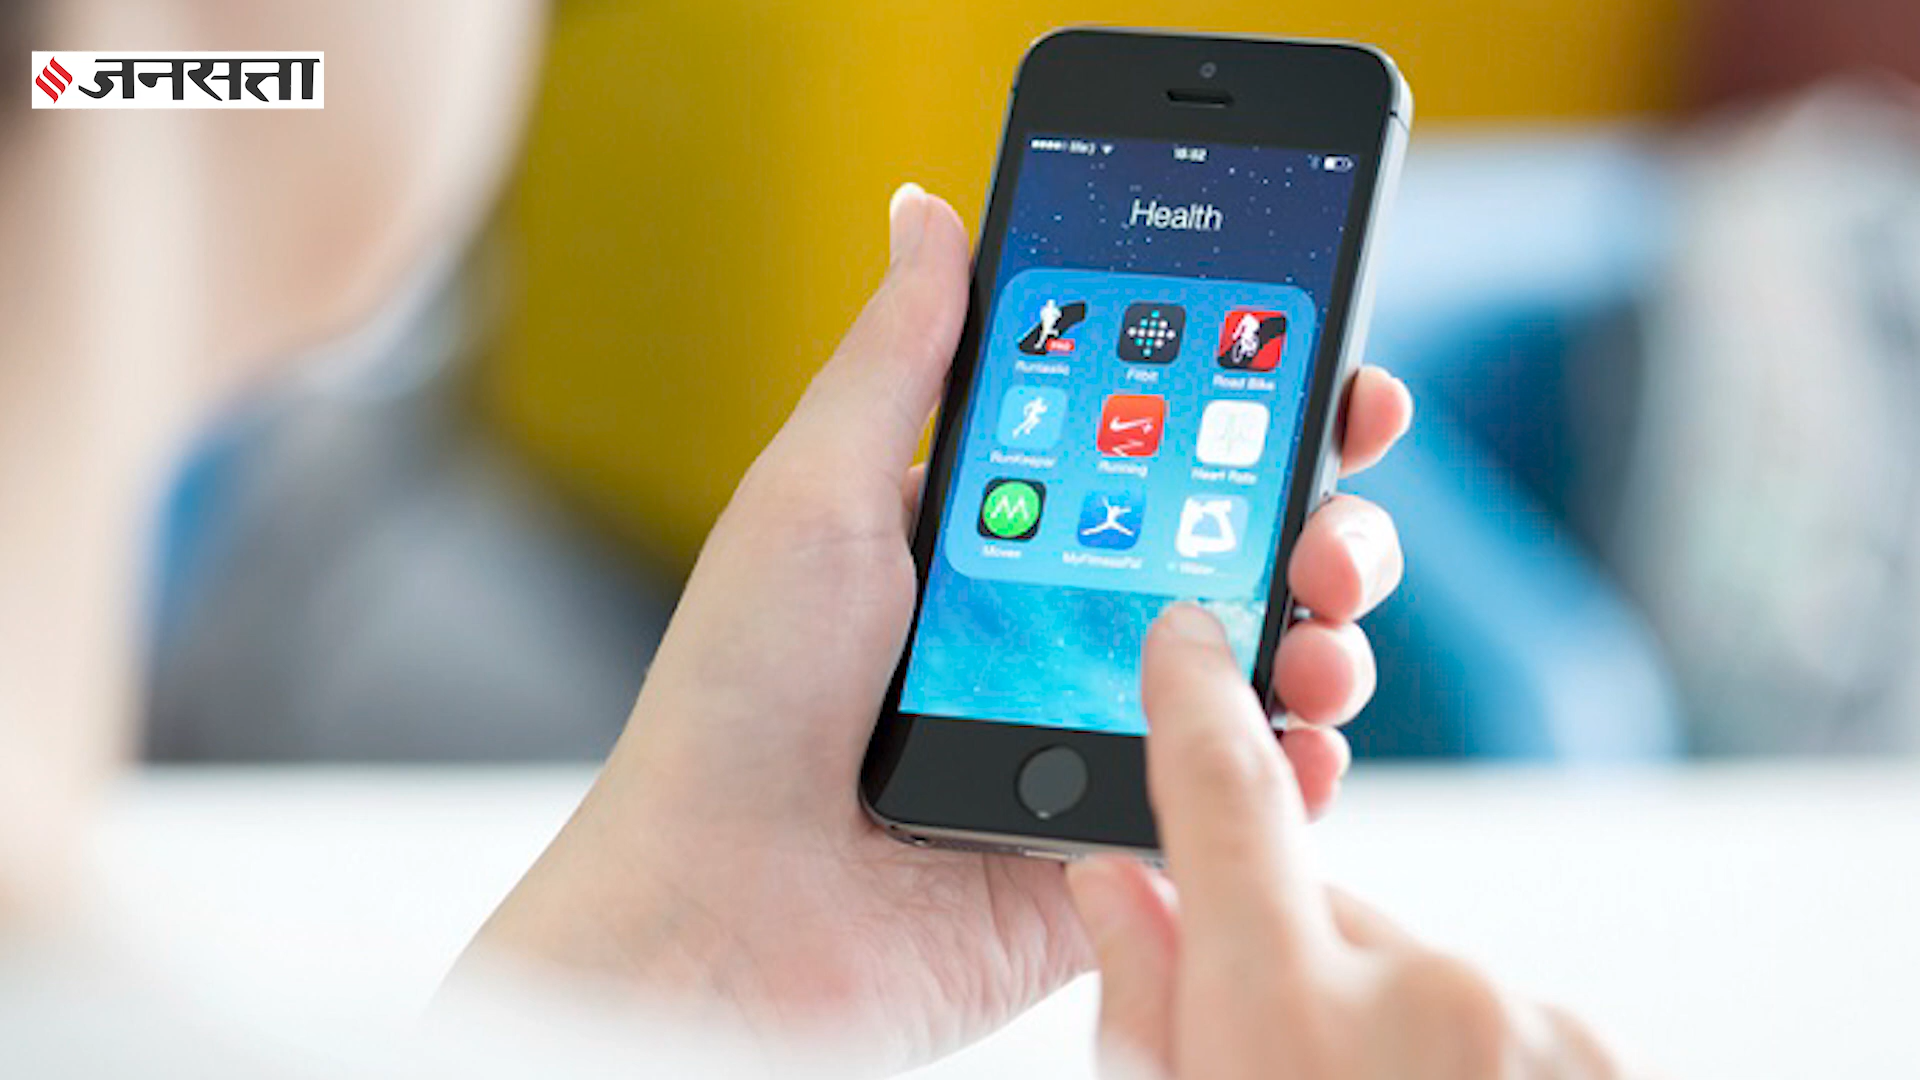 जनसत्ता
Health
Runtastic
Fitbit
Road Bike
RunKeeper
Running
Heart Rate
Moves
MyFitnessPal